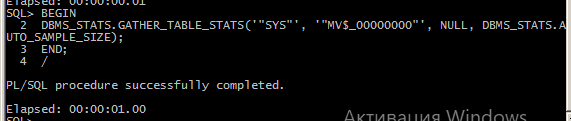 Elapsed: 00:00:00.01
SQL> BEGIN
2 DBMS_STATS.GATHER_TABLE_STATS('"SYS"', '"MV$_00000000"', NULL, DBMS_STATS.A
UTO_SAMPLE_SIZE);
3 END;
4 /
PL/SQL procedure successfully completed.
Elapsed: 00:00:01.00
Активация Windows
SQL>